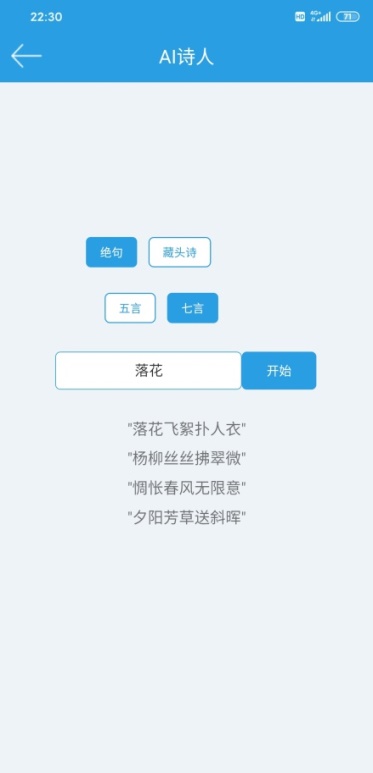 22:30
HD 4G+ 71
AI诗人
绝句 藏头诗
五言 七言
落花 开始
"落花飞絮扑人衣"
"杨柳丝丝拂翠微"
"惆怅春风无限意"
"夕阳芳草送斜晖"